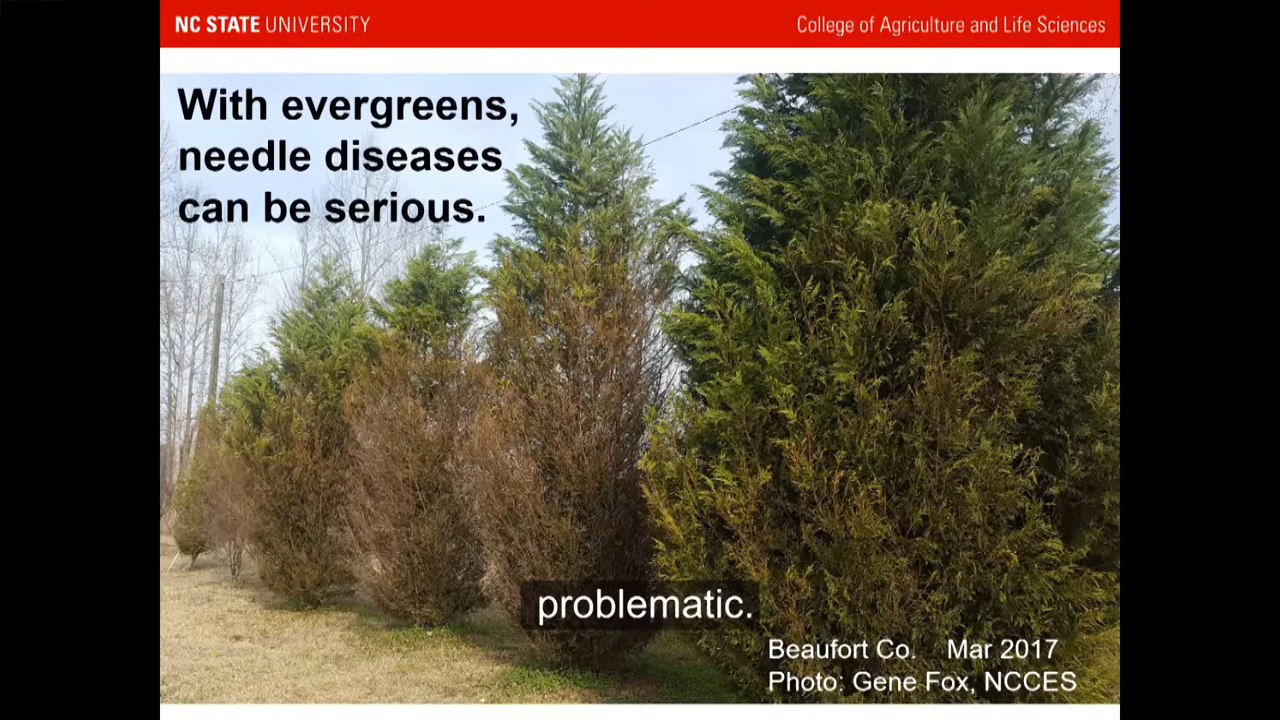 NC STATE UNIVERSITY
College of Agriculture and Life Sciences
With evergreens,
needle diseases
can be serious.
problematic.
Beaufort Co. Mar 2017
Photo: Gene Fox, NCCES